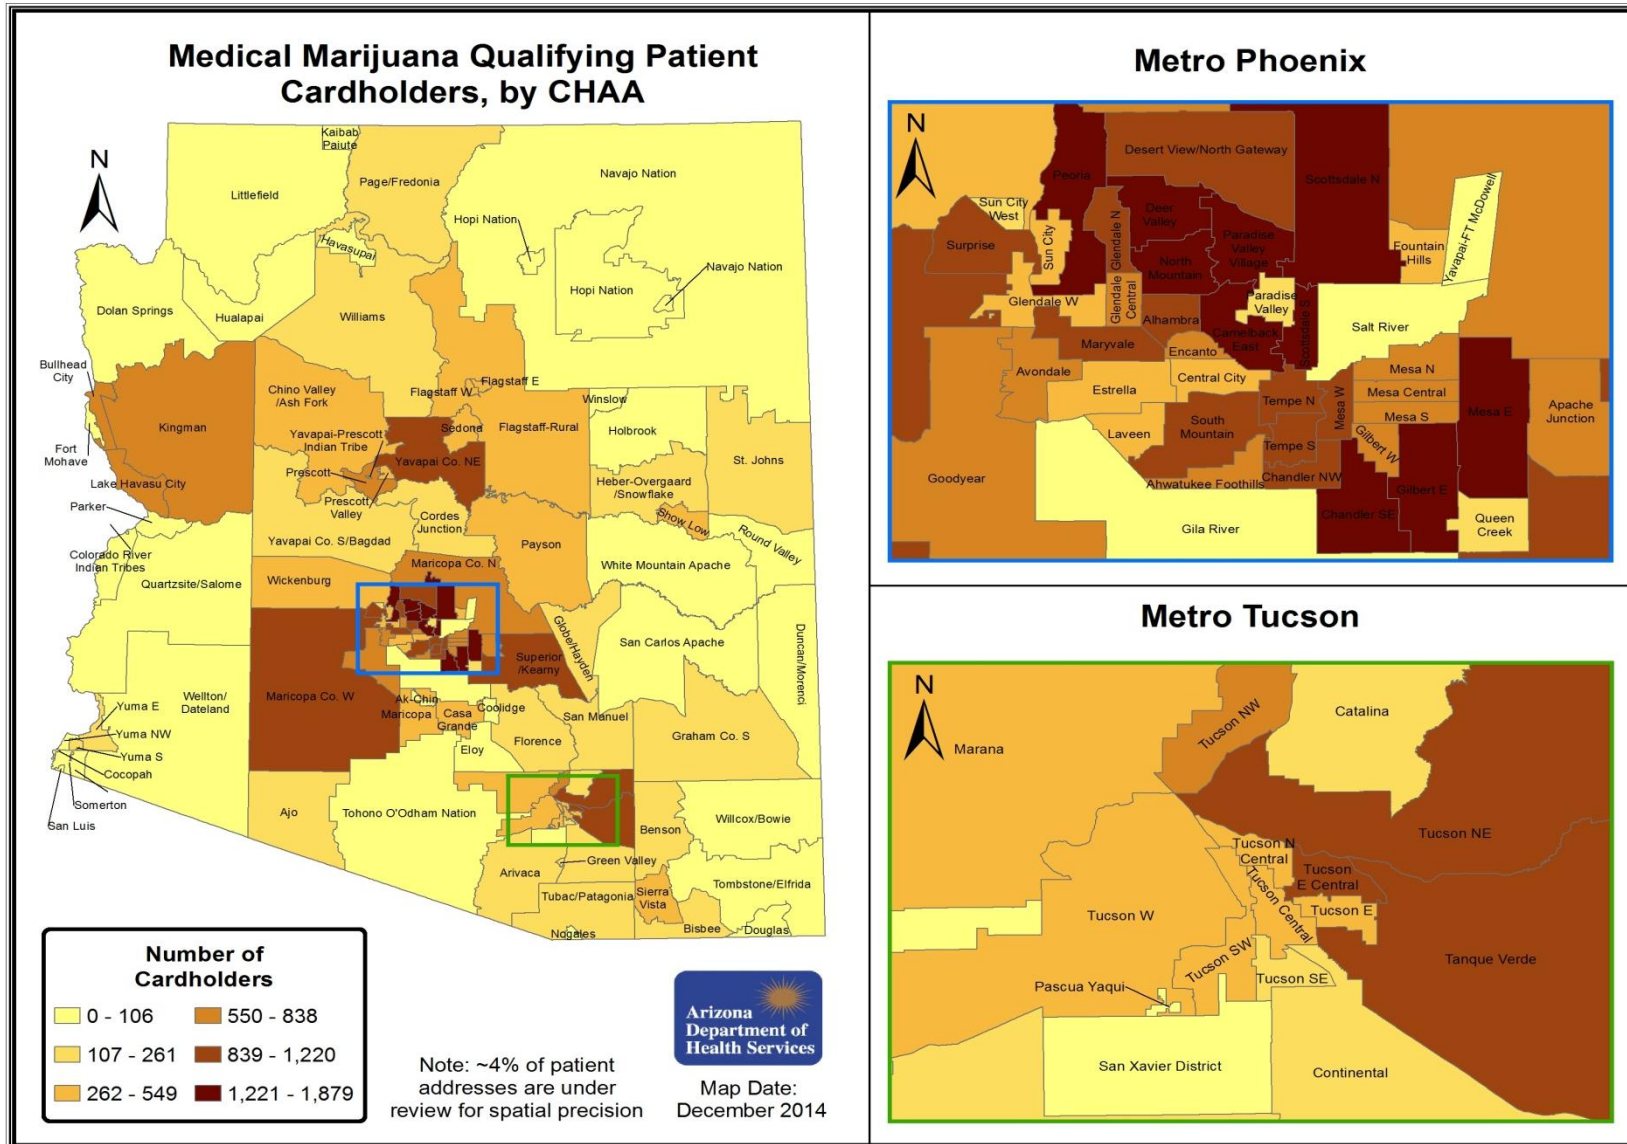 Medical Marijuana Qualifying Patient
Cardholders, by CHAA
N
Kaibab
Paiute
Page/Fredonia
Littlefield
Navajo Nation
Hopi Nation
Havasupai
Navajo Nation
Hopi Nation
Dolan Springs
Hualapai
Williams
Bullhead
City
Flagstaff W
Flagstaff E
Chino Valley
/Ash Fork
Winslow
Kingman
Sedona
Flagstaff-Rural
Holbrook
Yavapai-Prescott
Indian Tribe
Fort
Mohave
Yavapai Co. NE
St. Johns
Prescott
Lake Havasu City
Heber-Overgaard
/Snowflake
Prescott
Valley
Parker
Cordes
Junction
Show Low
Round Valley
Yavapai Co. S/Bagdad
Payson
Colorado River
Indian Tribes
Maricopa Co. N
White Mountain Apache
Quartzsite/Salome
Wickenburg
Globe/Hayden
San Carlos Apache
Duncan/Morenci
Superior
/Kearny
Maricopa Co. W
Wellton/
Dateland
Ak-Chin
Maricopa
Casa
Grande
Coolidge
San Manuel
Yuma E
Yuma NW
Yuma S
Cocopah
Somerton
San Luis
Eloy
Florence
Graham Co. S
Ajo
Tohono O'Odham Nation
Willcox/Bowie
Benson
Green Valley
Arivaca
Tombstone/Elfrida
Tubac/Patagonia
Sierra
Vista
Nogales
Bisbee
Douglas
Number of
Cardholders
0 - 106
550 - 838
107 - 261
839 - 1,220
262 - 549
1,221 - 1,879
Note: ~4% of patient
addresses are under
review for spatial precision
Arizona
Department of
Health Services
Map Date:
December 2014
Metro Phoenix
N
Desert View/North Gateway
Peoria
Scottsdale N
Sun City
West
Yavapai-FT McDowell
Deer
Valley
Glendale N
Sun City
Surprise
Paradise
Valley
Village
Fountain
Hills
North
Mountain
Glendale W
Glendale
Central
Paradise
Valley
Scottsdale S
Alhambra
Salt River
Camelback
East
Maryvale
Encanto
Avondale
Mesa N
Central City
Estrella
Mesa Central
Tempe N
Mesa W
Mesa E
Apache
Junction
Mesa S
South
Mountain
Laveen
Gilbert W
Tempe S
Goodyear
Chandler NW
Ahwatukee Foothills
Gilbert E
Chandler SE
Queen
Creek
Gila River
Metro Tucson
N
Tucson NW
Catalina
Marana
Tucson NE
Tucson N
Central
Tucson
E Central
Tucson Central
Tucson E
Tucson W
Tucson SW
Tanque Verde
Tucson SE
Pascua Yaqui
San Xavier District
Continental